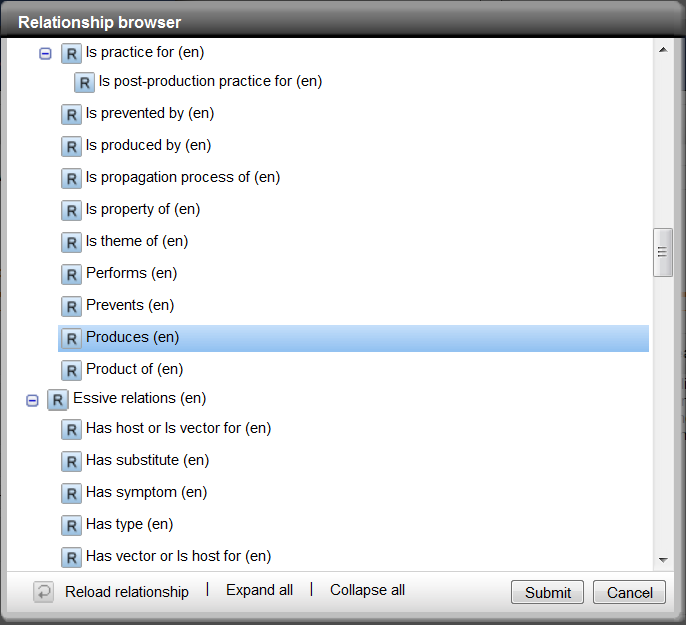 Relationship browser
R Is practice for (en)
R Is post-production practice for (en)
R Is prevented by (en)
R Is produced by (en)
R Is propagation process of (en)
R Is property of (en)
R Is theme of (en)
R Performs (en)
R Prevents (en)
R Produces (en)
R Product of (en)
R Essive relations (en)
R Has host or Is vector for (en)
R Has substitute (en)
R Has symptom (en)
R Has type (en)
R Has vector or Is host for (en)
Reload relationship | Expand all | Collapse all Submit Cancel